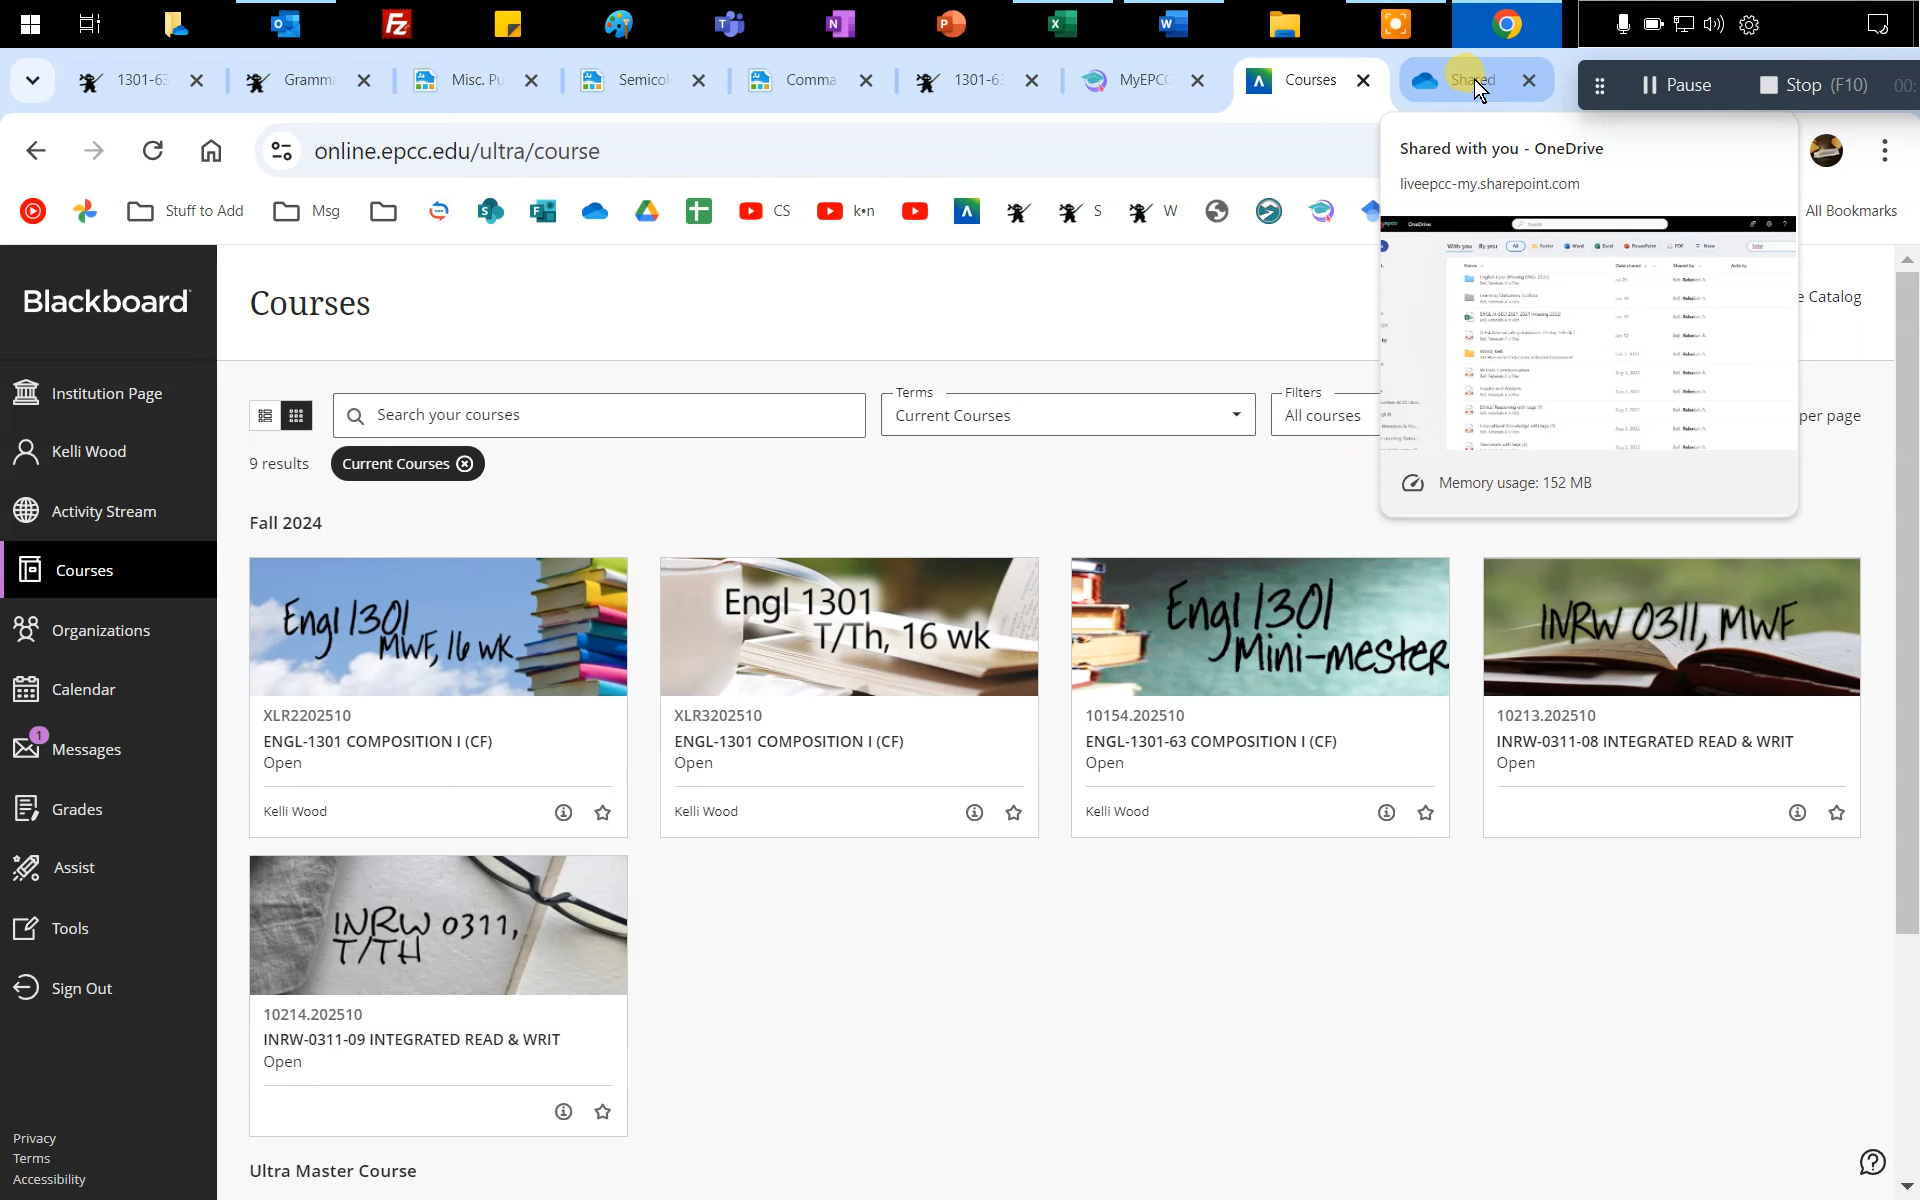 1301-63
Gramma
Misc. Pu
Semicol
Comma
1301-63
MyEPCC
Courses
Shared
Pause
Stop (F10)
00:
online.epcc.edu/ultra/course
Shared with you - OneDrive
liveepcc-my.sharepoint.com
Stuff to Add
Msg
CS
k•n
S
W
All Bookmarks
Blackboard
Courses
e Catalog
Institution Page
Kelli Wood
Activity Stream
Courses
Organizations
Calendar
1
Messages
Grades
Assist
Tools
Sign Out
Privacy
Terms
Accessibility
Search your courses
Terms
Current Courses
Filters
All courses
per page
9 results
Current Courses
Memory usage: 152 MB
Fall 2024
Engl 1301
MWF, 16 wk.
XLR2202510
ENGL-1301 COMPOSITION I (CF)
Open
Kelli Wood
Engl 1301
T/Th, 16 wk
XLR3202510
ENGL-1301 COMPOSITION I (CF)
Open
Kelli Wood
Engl 1301
Mini-mester
10154.202510
ENGL-1301-63 COMPOSITION I (CF)
Open
Kelli Wood
INRW 0311, MWF
10213.202510
INRW-0311-08 INTEGRATED READ & WRIT
Open
INRW 0311,
T/TH
10214.202510
INRW-0311-09 INTEGRATED READ & WRIT
Open
Ultra Master Course